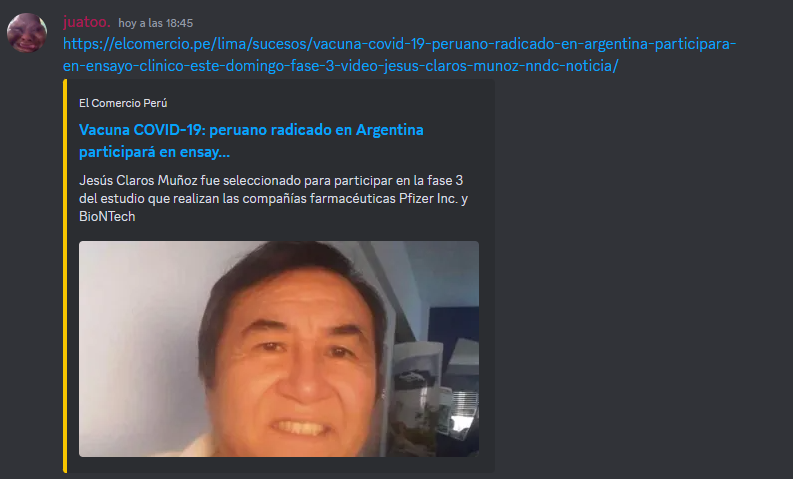 juatoo. hoy a las 18:45
https://elcomercio.pe/lima/sucesos/vacuna-covid-19-peruano-radicado-en-argentina-participara-
en-ensayo-clinico-este-domingo-fase-3-video-jesus-claros-munoz-nndc-noticia/
El Comercio Perú
Vacuna COVID-19: peruano radicado en Argentina
participará en ensay...
Jesús Claros Muñoz fue seleccionado para participar en la fase 3
del estudio que realizan las compañías farmacéuticas Pfizer Inc. y
BioNTech